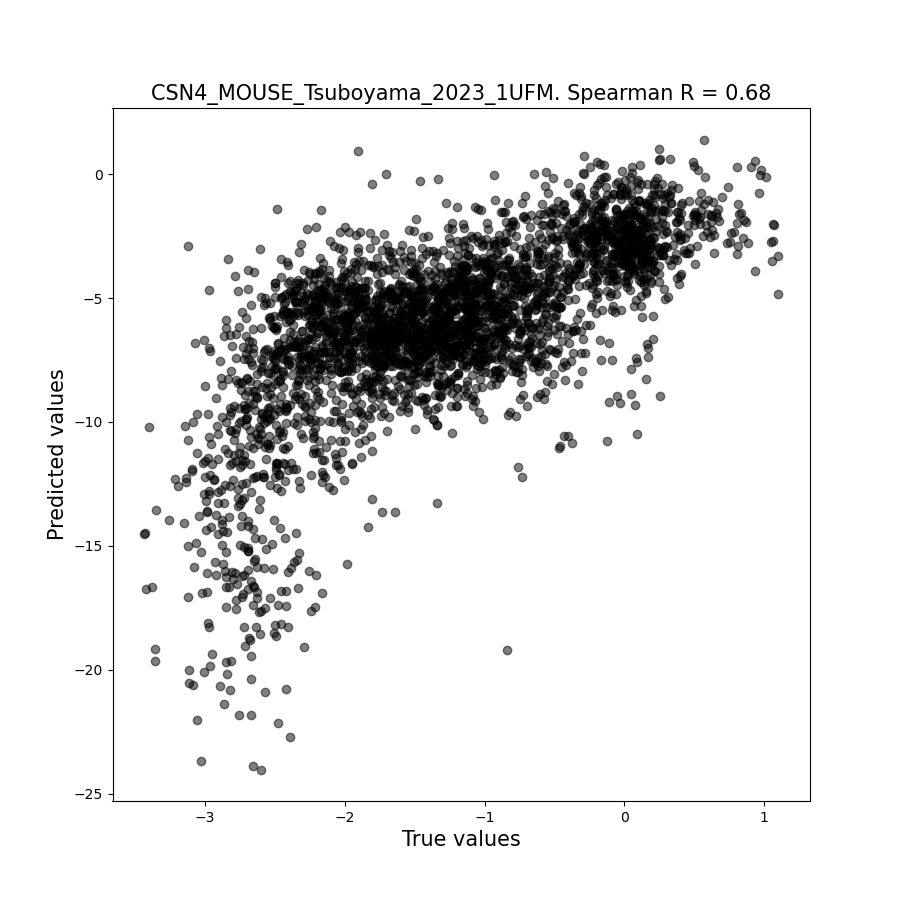 CSN4_MOUSE_Tsuboyama_2023_1UFM. Spearman R = 0.68
0
−5
−10
−15
−20
−25
Predicted values
−3 −2 −1 0 1
True values